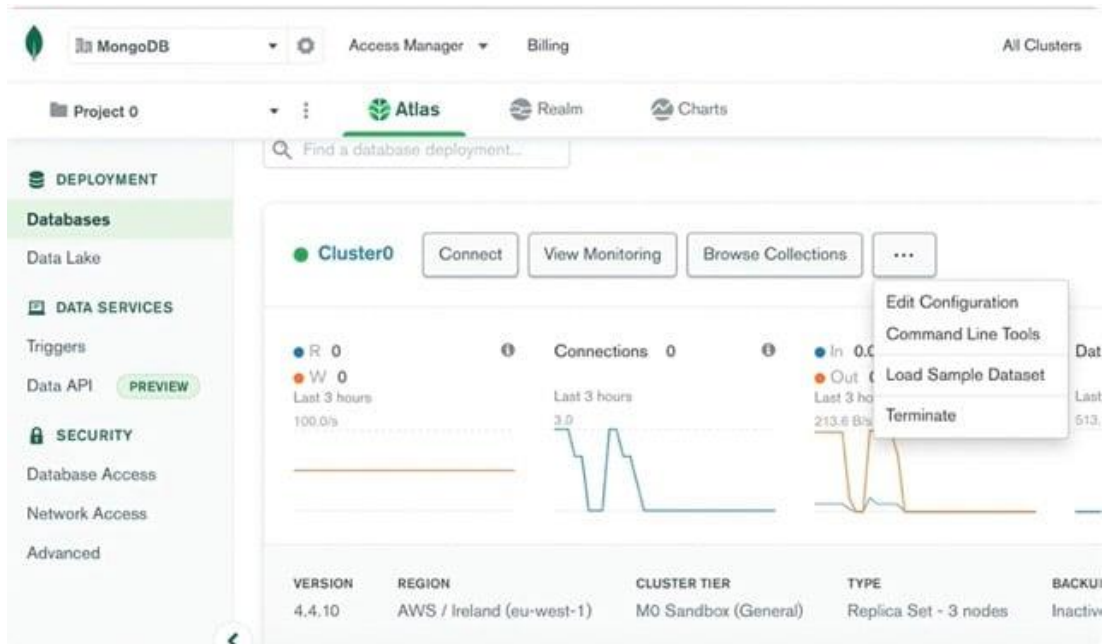 MongoDB Access Manager Billing All Clusters
Project 0 Atlas Realm Charts
Find a database deployment...
DEPLOYMENT
Databases
Data Lake
DATA SERVICES
Triggers
Data API PREVIEW
SECURITY
Database Access
Network Access
Advanced
Cluster0 Connect View Monitoring Browse Collections ...
Edit Configuration
Command Line Tools
Load Sample Dataset
Terminate
R 0
W 0
Last 3 hours
100.0/s
Connections 0
Last 3 hours
3.0
In 0.0
Out
Last 3 ho
213.6 B/s
Dat
Last
513.
VERSION REGION CLUSTER TIER TYPE BACKU
4.4.10 AWS / Ireland (eu-west-1) M0 Sandbox (General) Replica Set - 3 nodes Inactiv